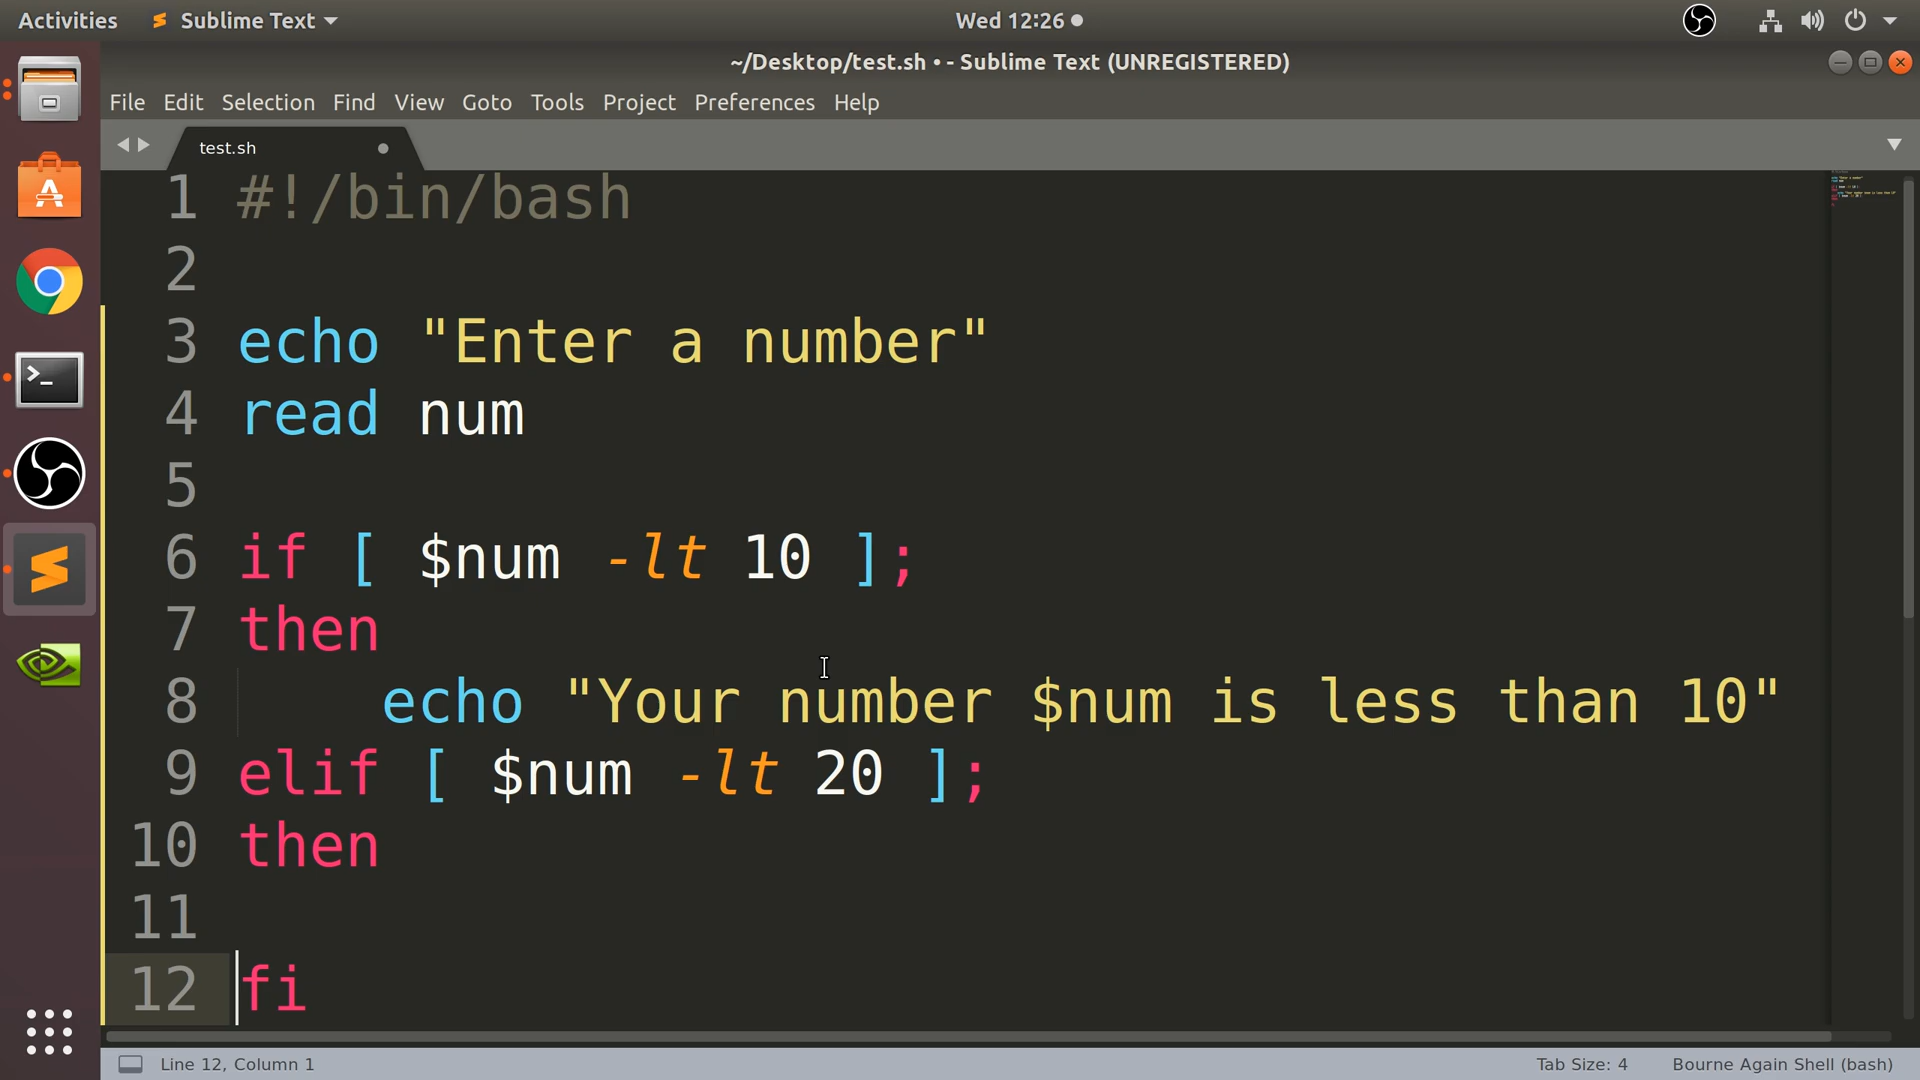 Activities Sublime Text Wed 12:26
~/Desktop/test.sh • - Sublime Text (UNREGISTERED)
File Edit Selection Find View Goto Tools Project Preferences Help
test.sh
1 #!/bin/bash
2
3 echo "Enter a number"
4 read num
5
6 if [ $num -lt 10 ];
7 then
8     echo "Your number $num is less than 10"
9 elif [ $num -lt 20 ];
10 then
11
12 fi
Line 12, Column 1 Tab Size: 4 Bourne Again Shell (bash)